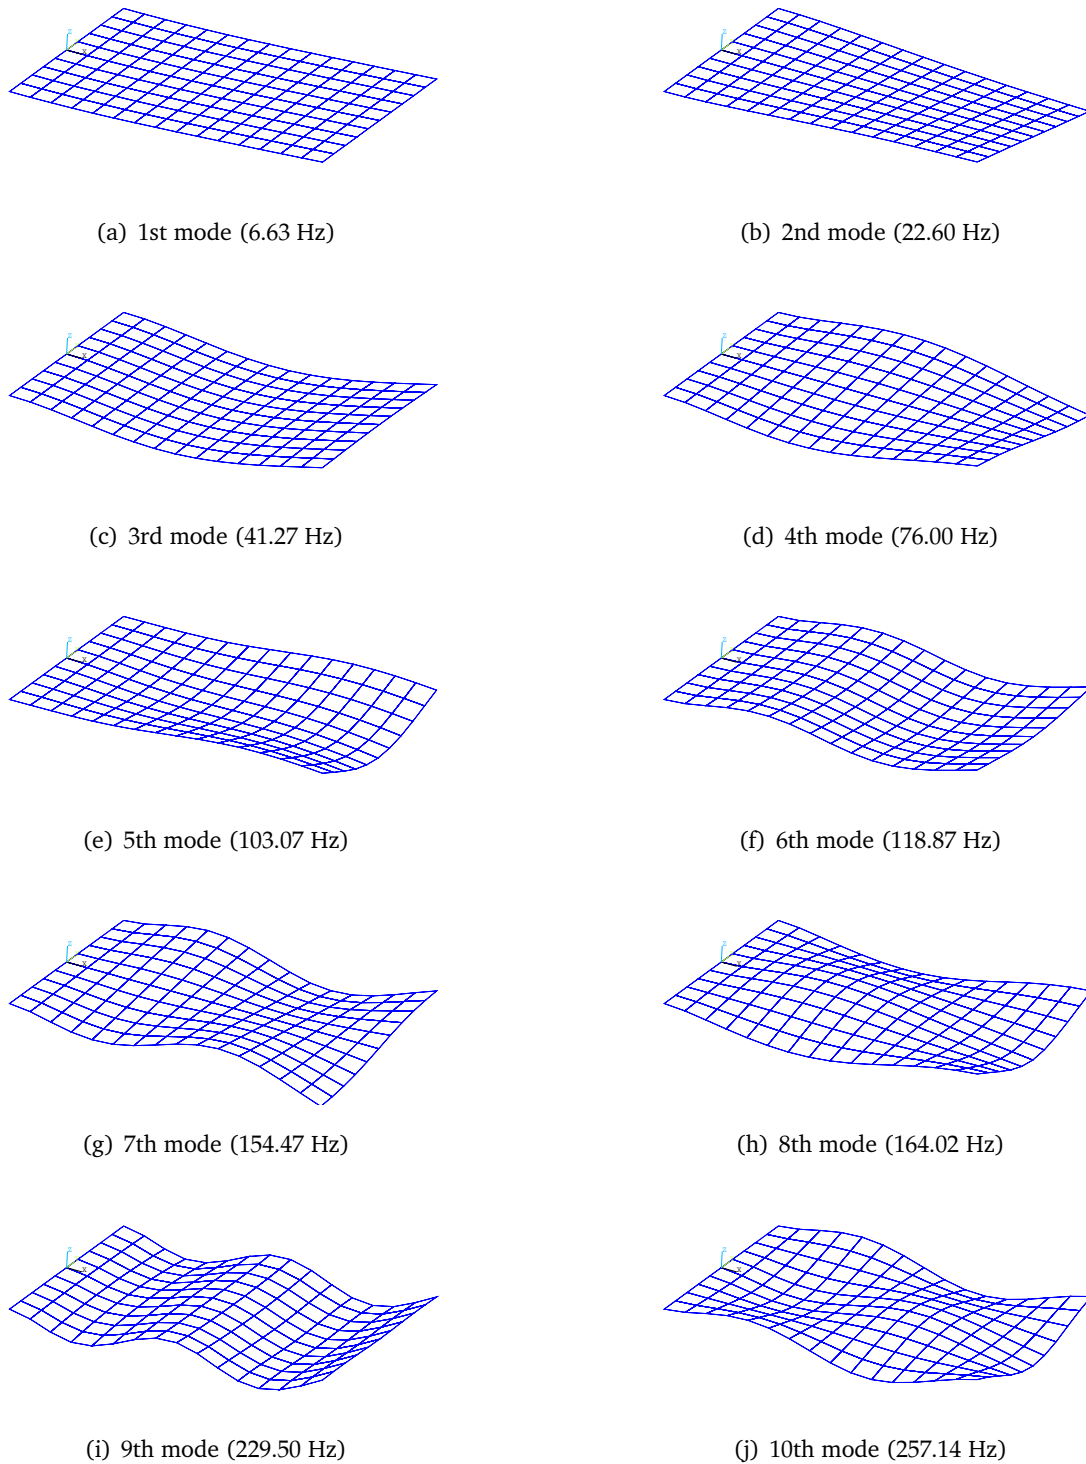 (a) 1st mode (6.63 Hz)
(b) 2nd mode (22.60 Hz)
(c) 3rd mode (41.27 Hz)
(d) 4th mode (76.00 Hz)
(e) 5th mode (103.07 Hz)
(f) 6th mode (118.87 Hz)
(g) 7th mode (154.47 Hz)
(h) 8th mode (164.02 Hz)
(i) 9th mode (229.50 Hz)
(j) 10th mode (257.14 Hz)